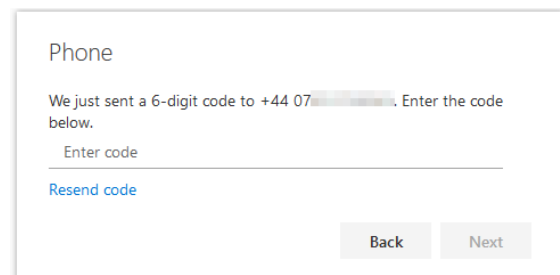 Phone
We just sent a 6-digit code to +44 07 . Enter the code
below.
Enter code
Resend code
Back Next